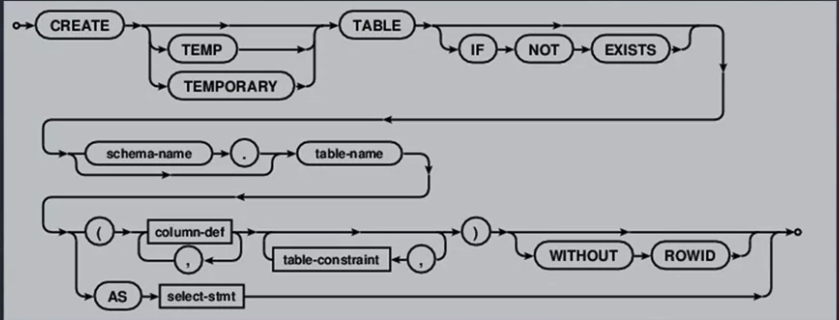 CREATE TABLE
TEMP IF NOT EXISTS
TEMPORARY
schema-name . table-name
( column-def )
, table-constraint , WITHOUT ROWID
AS select-stmt